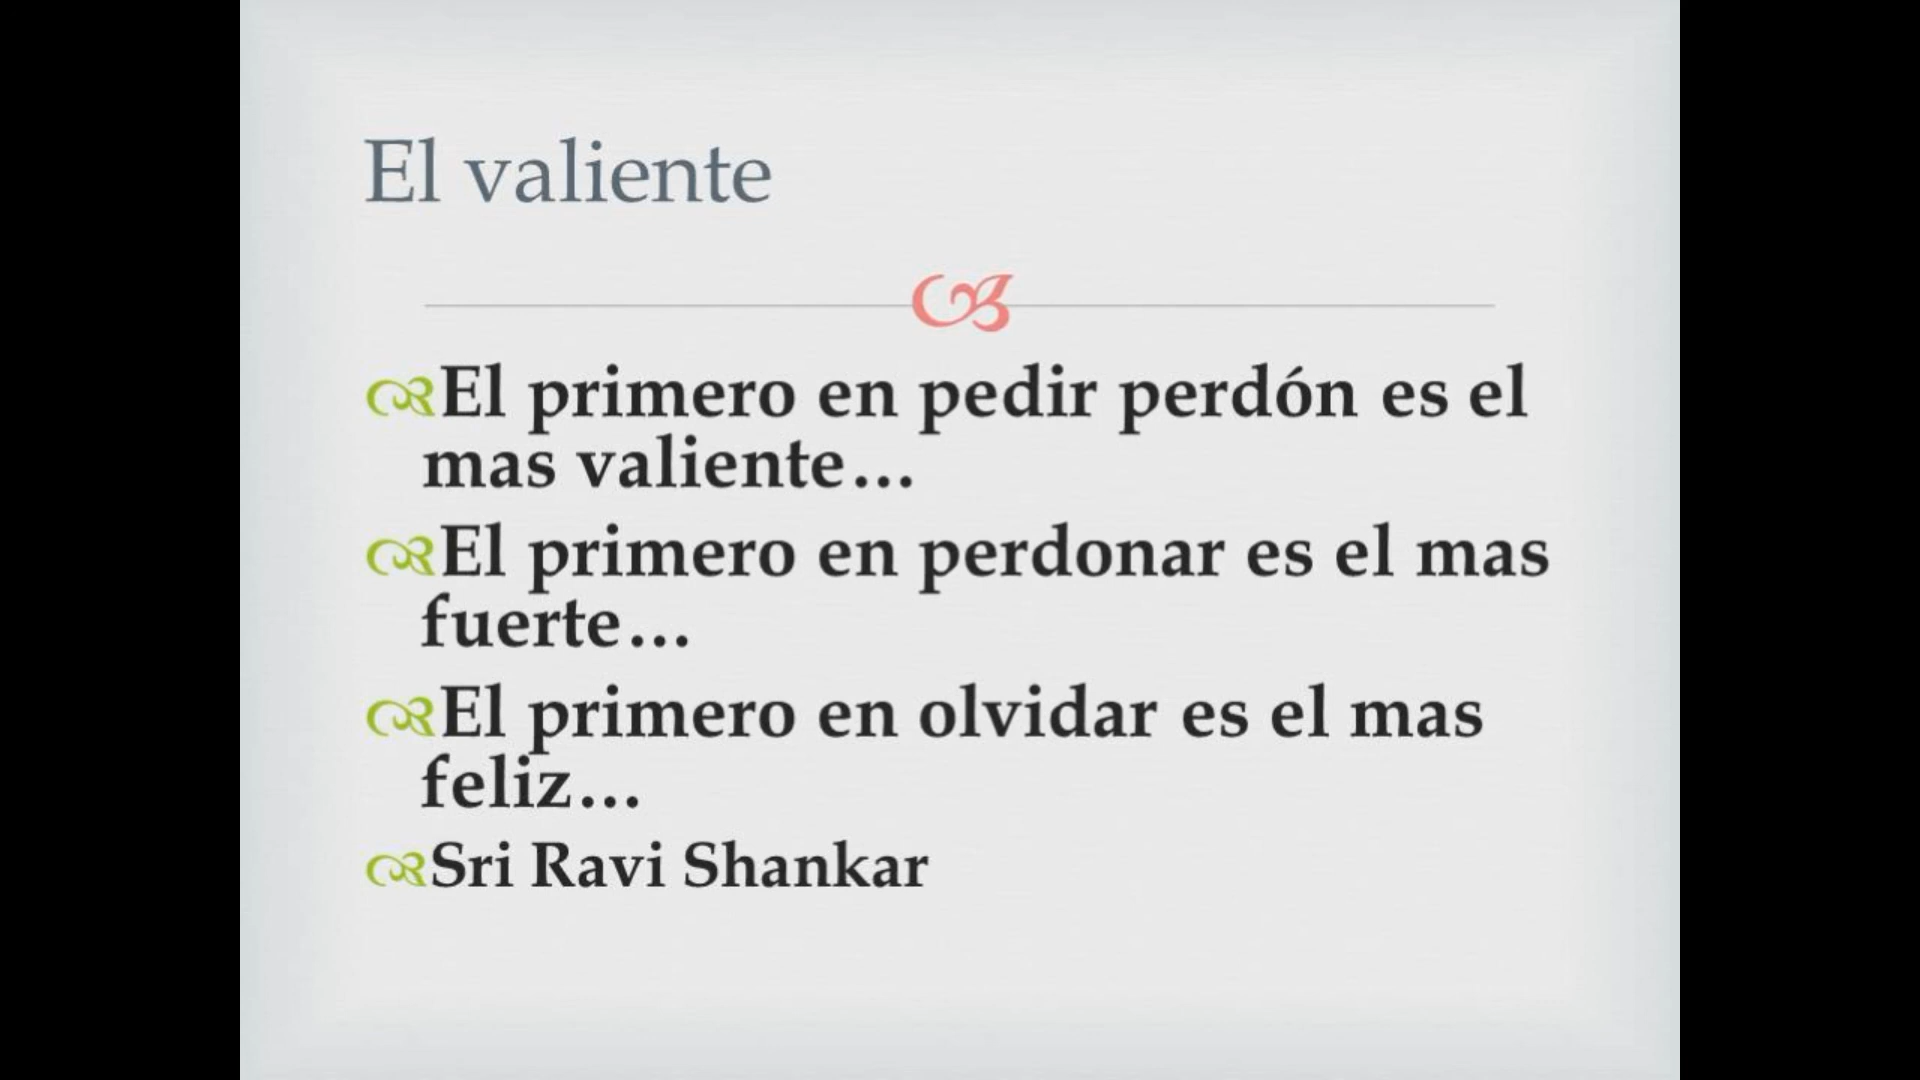 El valiente
El primero en pedir perdón es el
mas valiente…
El primero en perdonar es el mas
fuerte…
El primero en olvidar es el mas
feliz…
Sri Ravi Shankar